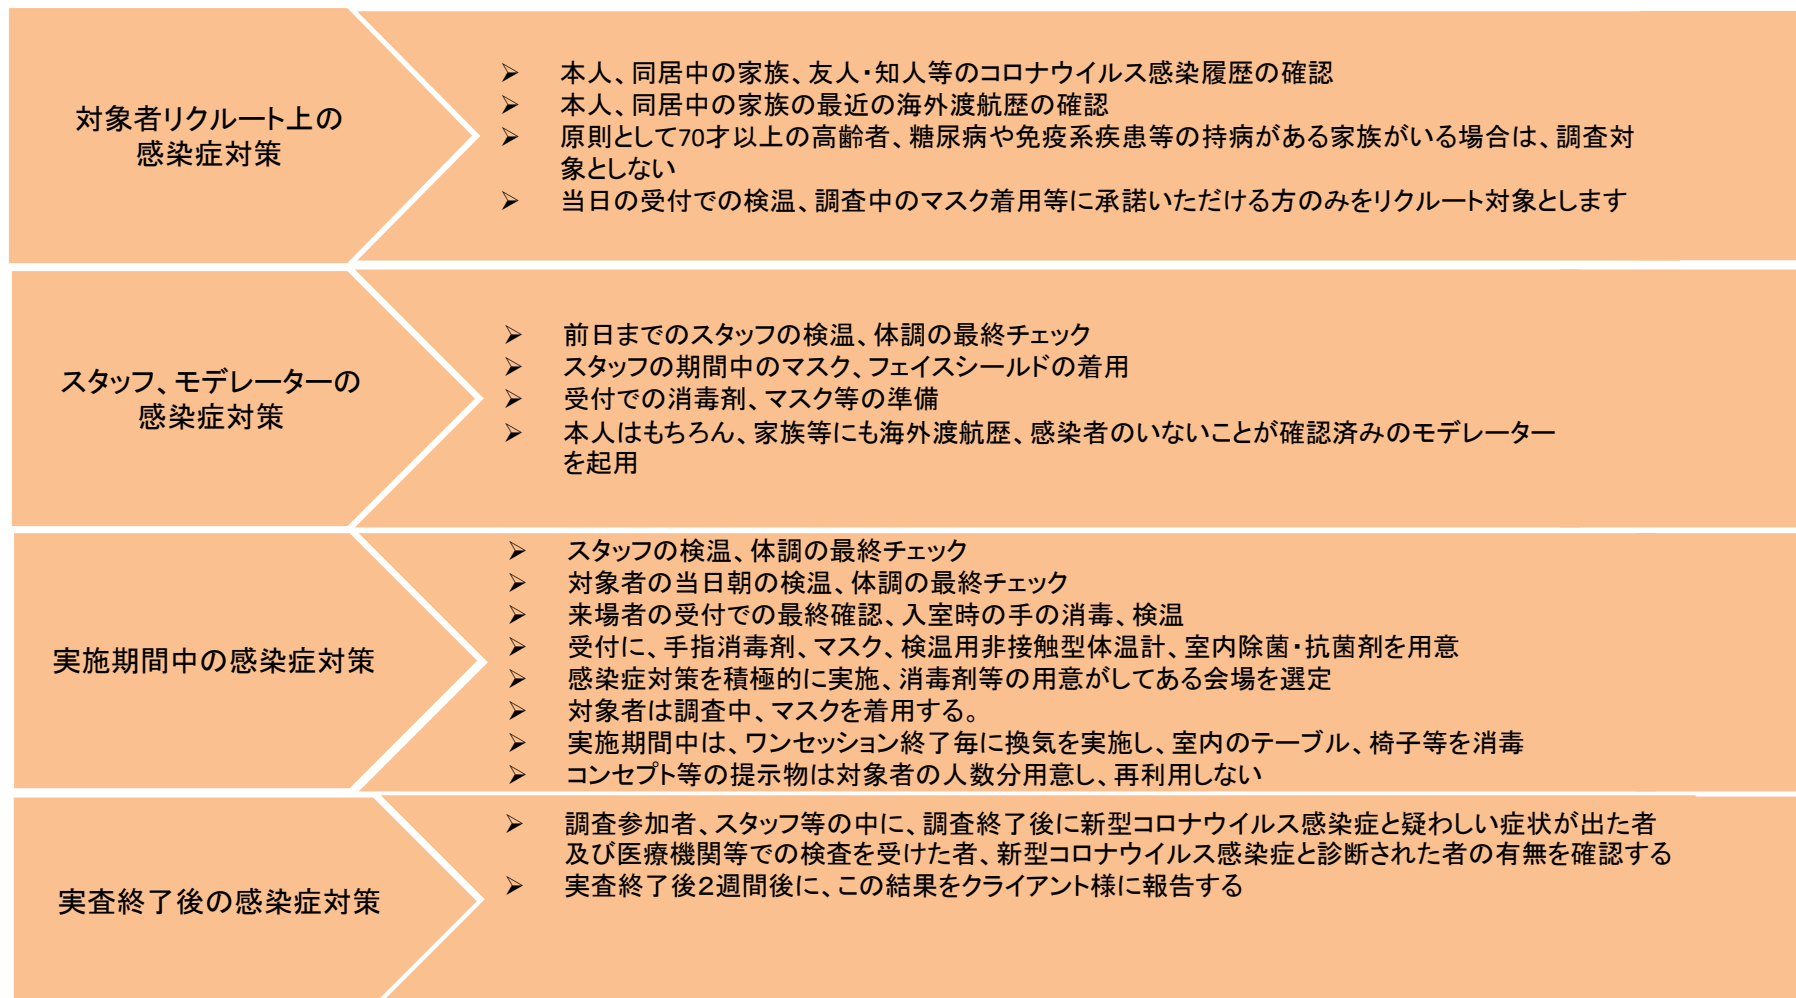 対象者リクルート上の
感染症対策
➢ 本人、同居中の家族、友人・知人等のコロナウイルス感染履歴の確認
➢ 本人、同居中の家族の最近の海外渡航歴の確認
➢ 原則として70才以上の高齢者、糖尿病や免疫系疾患等の持病がある家族がいる場合は、調査対
象としない
➢ 当日の受付での検温、調査中のマスク着用等に承諾いただける方のみをリクルート対象とします
スタッフ、モデレーターの
感染症対策
➢ 前日までのスタッフの検温、体調の最終チェック
➢ スタッフの期間中のマスク、フェイスシールドの着用
➢ 受付での消毒剤、マスク等の準備
➢ 本人はもちろん、家族等にも海外渡航歴、感染者のいないことが確認済みのモデレーター
を起用
実施期間中の感染症対策
➢ スタッフの検温、体調の最終チェック
➢ 対象者の当日朝の検温、体調の最終チェック
➢ 来場者の受付での最終確認、入室時の手の消毒、検温
➢ 受付に、手指消毒剤、マスク、検温用非接触型体温計、室内除菌・抗菌剤を用意
➢ 感染症対策を積極的に実施、消毒剤等の用意がしてある会場を選定
➢ 対象者は調査中、マスクを着用する。
➢ 実施期間中は、ワンセッション終了毎に換気を実施し、室内のテーブル、椅子等を消毒
➢ コンセプト等の提示物は対象者の人数分用意し、再利用しない
実査終了後の感染症対策
➢ 調査参加者、スタッフ等の中に、調査終了後に新型コロナウイルス感染症と疑わしい症状が出た者
及び医療機関等での検査を受けた者、新型コロナウイルス感染症と診断された者の有無を確認する
➢ 実査終了後２週間後に、この結果をクライアント様に報告する